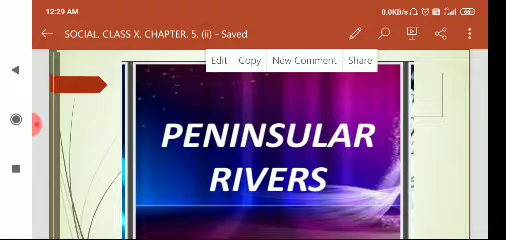 12:29 AM
0.0KB/s
SOCIAL. CLASS X. CHAPTER. 5. (ii) - Saved
Edit Copy New Comment Share
PENINSULAR
RIVERS